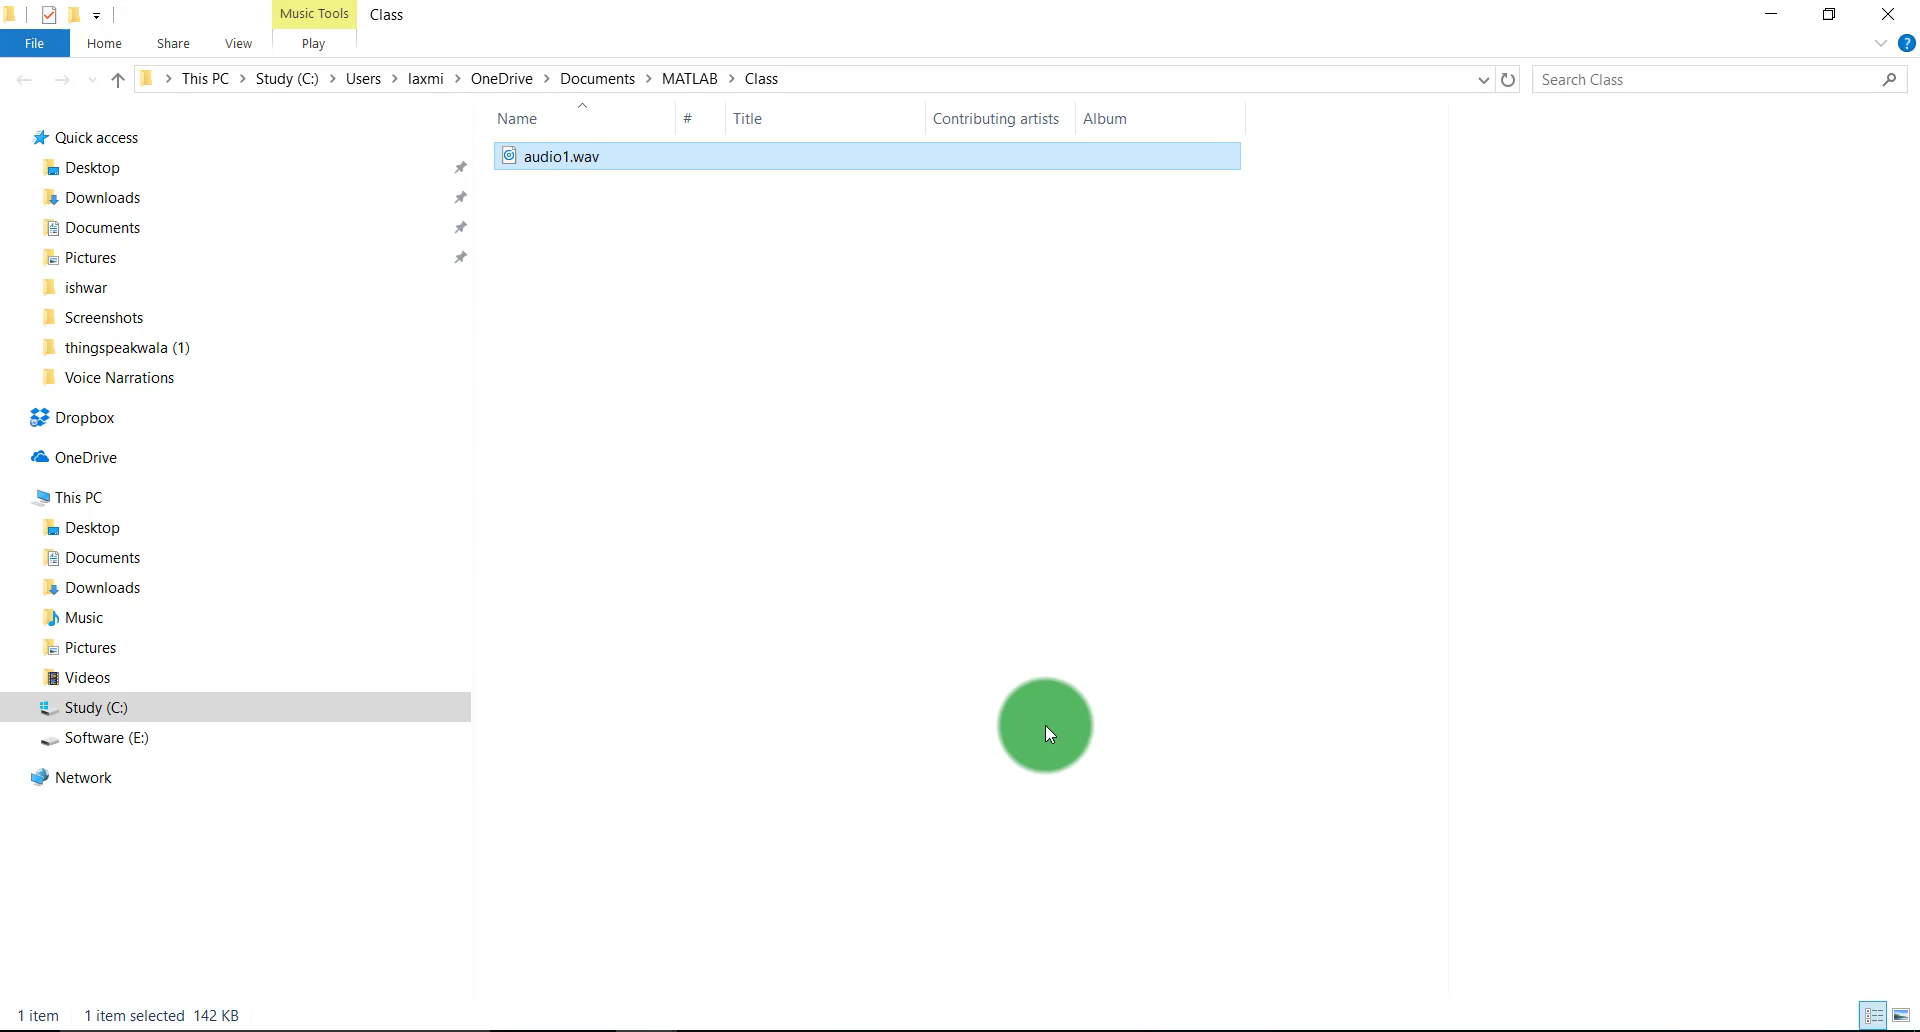 Music Tools Class
File Home Share View Play
This PC > Study (C:) > Users > laxmi > OneDrive > Documents > MATLAB > Class
Search Class
Name # Title Contributing artists Album
audio1.wav
Quick access
Desktop
Downloads
Documents
Pictures
ishwar
Screenshots
thingspeakwala (1)
Voice Narrations
Dropbox
OneDrive
This PC
Desktop
Documents
Downloads
Music
Pictures
Videos
Study (C:)
Software (E:)
Network
1 item 1 item selected 142 KB